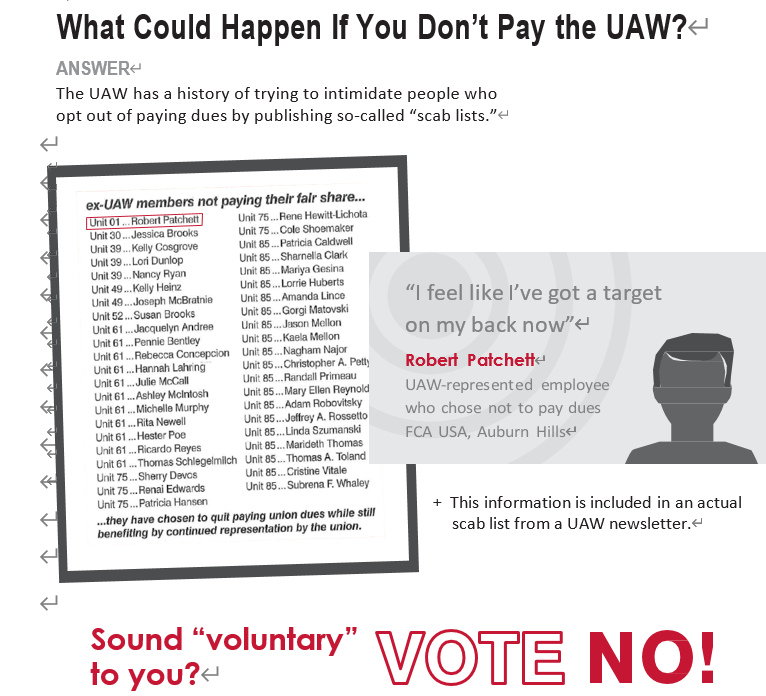 What Could Happen If You Don't Pay the UAW?
ANSWER
The UAW has a history of trying to intimidate people who
opt out of paying dues by publishing so-called “scab lists.”
ex-UAW members not paying their fair share...
Unit 01 ... Robert Patchett
Unit 30 ... Jessica Brooks
Unit 39 ... Kelly Cosgrove
Unit 39 ... Lori Dunlop
Unit 39 ... Nancy Ryan
Unit 49 ... Kelly Heinz
Unit 49 ... Joseph McBratnie
Unit 52 ... Susan Brooks
Unit 61 ... Jacquelyn Andree
Unit 61 ... Pennie Bentley
Unit 61 ... Rebecca Concepcion
Unit 61 ... Hannah Lahring
Unit 61 ... Julie McCall
Unit 61 ... Ashley McIntosh
Unit 61 ... Michelle Murphy
Unit 61 ... Rita Newell
Unit 61 ... Hester Poe
Unit 61 ... Ricardo Reyes
Unit 61 ... Thomas Schlegelmilch
Unit 75 ... Sherry Devos
Unit 75 ... Renai Edwards
Unit 75 ... Patricia Hansen
Unit 75 ... Rene Hewitt-Lichota
Unit 75 ... Cole Shoemaker
Unit 85 ... Patricia Caldwell
Unit 85 ... Sharnella Clark
Unit 85 ... Mariya Gesina
Unit 85 ... Lorrie Huberts
Unit 85 ... Amanda Lince
Unit 85 ... Gorgi Matovski
Unit 85 ... Jason Mellon
Unit 85 ... Kaela Mellon
Unit 85 ... Nagham Najor
Unit 85 ... Christopher A. Petty
Unit 85 ... Randall Primeau
Unit 85 ... Mary Ellen Reynold
Unit 85 ... Adam Robovitsky
Unit 85 ... Jeffrey A. Rossetto
Unit 85 ... Linda Szumanski
Unit 85 ... Marideth Thomas
Unit 85 ... Thomas A. Toland
Unit 85 ... Cristine Vitale
Unit 85 ... Subrena F. Whaley
...they have chosen to quit paying union dues while still
benefiting by continued representation by the union.
“I feel like I've got a target
on my back now”
Robert Patchett
UAW-represented employee
who chose not to pay dues
FCA USA, Auburn Hills
+ This information is included in an actual
scab list from a UAW newsletter.
Sound “voluntary”
to you?
VOTE NO!